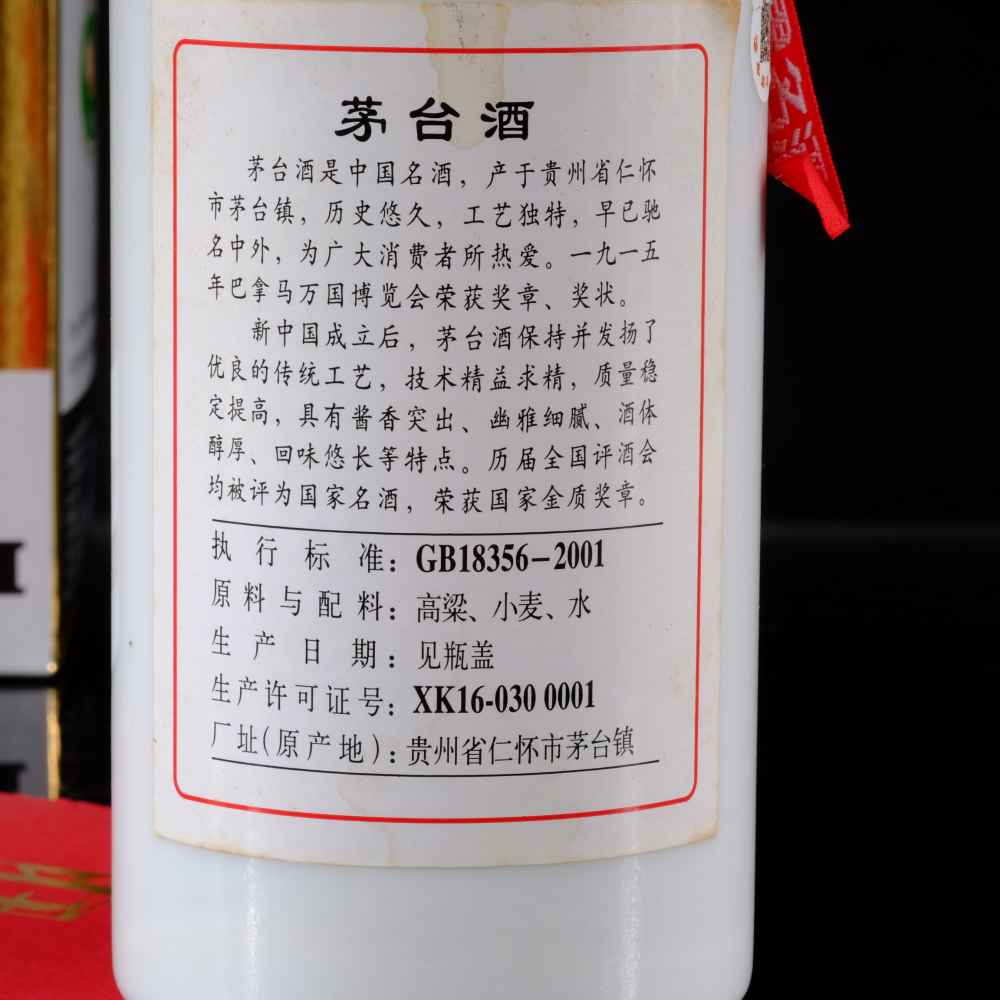 茅台酒
茅台酒是中国名酒，产于贵州省仁怀
市茅台镇，历史悠久，工艺独特，早已驰
名中外，为广大消费者所热爱。一九一五
年巴拿马万国博览会荣获奖章、奖状。
新中国成立后，茅台酒保持并发扬了
优良的传统工艺，技术精益求精，质量稳
定提高，具有酱香突出、幽雅细腻、酒体
醇厚、回味悠长等特点。历届全国评酒会
均被评为国家名酒，荣获国家金质奖章。
执行标准：GB18356-2001
原料与配料：高粱、小麦、水
生产日期：见瓶盖
生产许可证号：XK16-030 0001
厂址(原产地)：贵州省仁怀市茅台镇